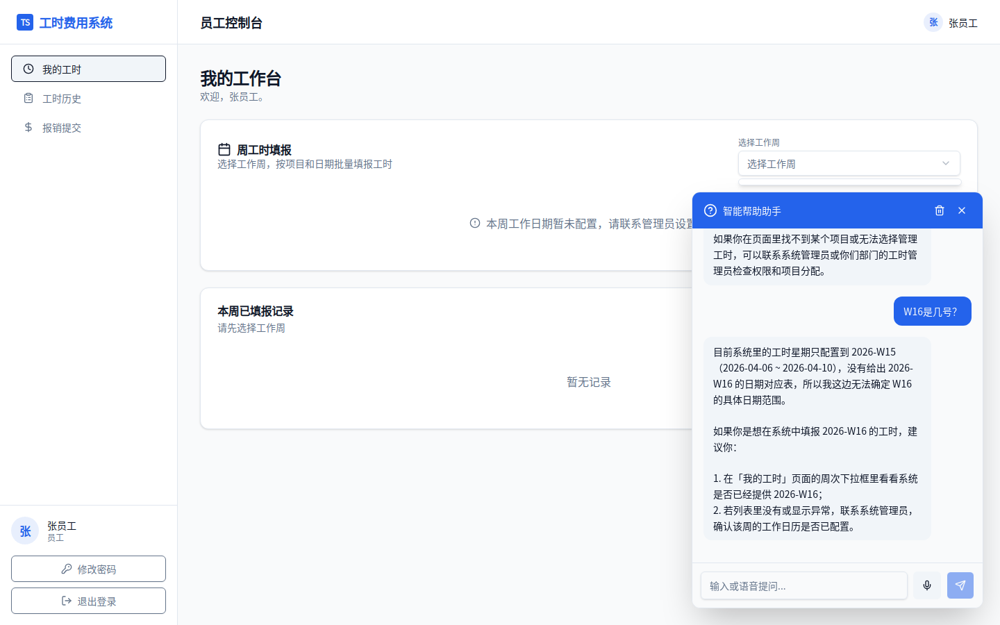 TS 工时费用系统
我的工时
工时历史
报销提交
张
张员工
员工
修改密码
退出登录
员工控制台
张 张员工
我的工作台
欢迎，张员工。
周工时填报
选择工作周，按项目和日期批量填报工时
选择工作周
选择工作周
本周工作日期暂未配置，请联系管理员设置
本周已填报记录
请先选择工作周
暂无记录
智能帮助助手
如果你在页面里找不到某个项目或无法选择管理
工时，可以联系系统管理员或你们部门的工时管
理员检查权限和项目分配。
W16是几号？
目前系统里的工时星期只配置到 2026-W15
（2026-04-06 ~ 2026-04-10），没有给出 2026-
W16 的日期对应表，所以我这边无法确定 W16
的具体日期范围。
如果你是想在系统中填报 2026-W16 的工时，建
议你：
1. 在「我的工时」页面的周次下拉框里看看系统
是否已经提供 2026-W16；
2. 若列表里没有或显示异常，联系系统管理员，
确认该周的工作日历是否已配置。
输入或语音提问...